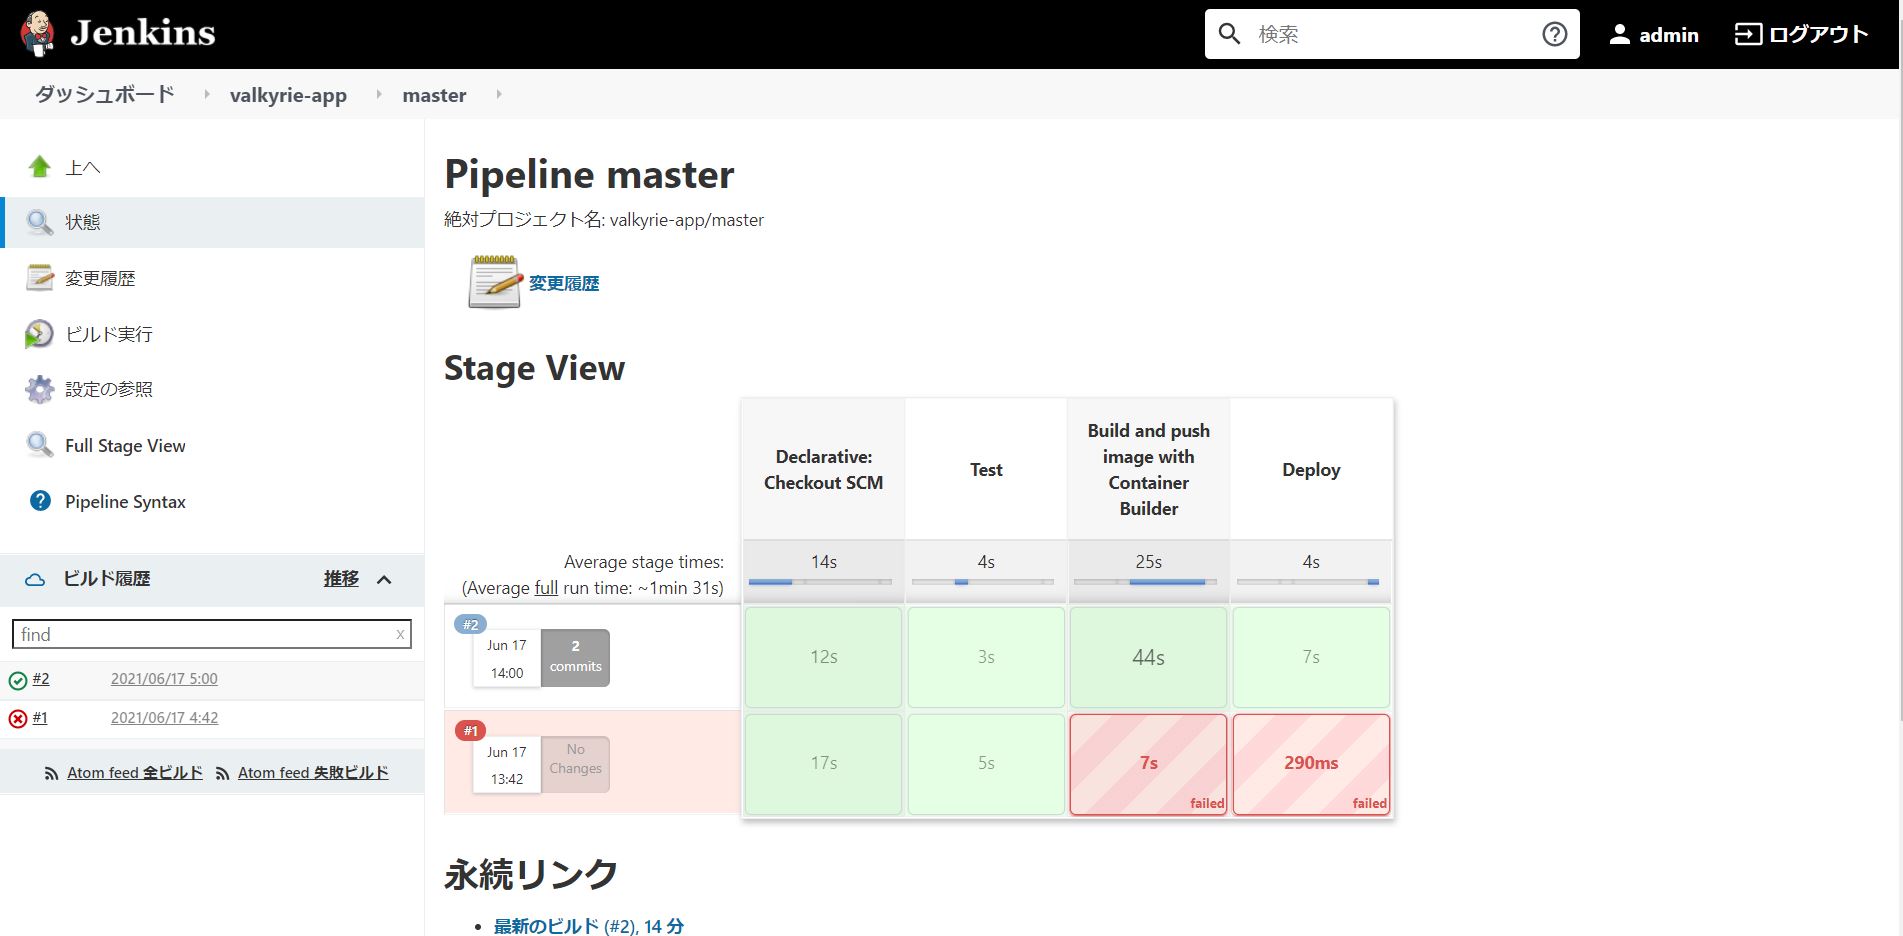 Jenkins
検索
admin
ログアウト
ダッシュボード
valkyrie-app
master
上へ
状態
変更履歴
ビルド実行
設定の参照
Full Stage View
Pipeline Syntax
ビルド履歴 推移
find x
#2 2021/06/17 5:00
#1 2021/06/17 4:42
Atom feed 全ビルド Atom feed 失敗ビルド
Pipeline master
絶対プロジェクト名: valkyrie-app/master
変更履歴
Stage View
Declarative:
Checkout SCM
Test
Build and push
image with
Container
Builder
Deploy
Average stage times:
(Average full run time: ~1min 31s)
14s
4s
25s
4s
#2
Jun 17
14:00
2
commits
12s
3s
44s
7s
#1
Jun 17
13:42
No
Changes
17s
5s
7s
failed
290ms
failed
永続リンク
最新のビルド (#2), 14 分